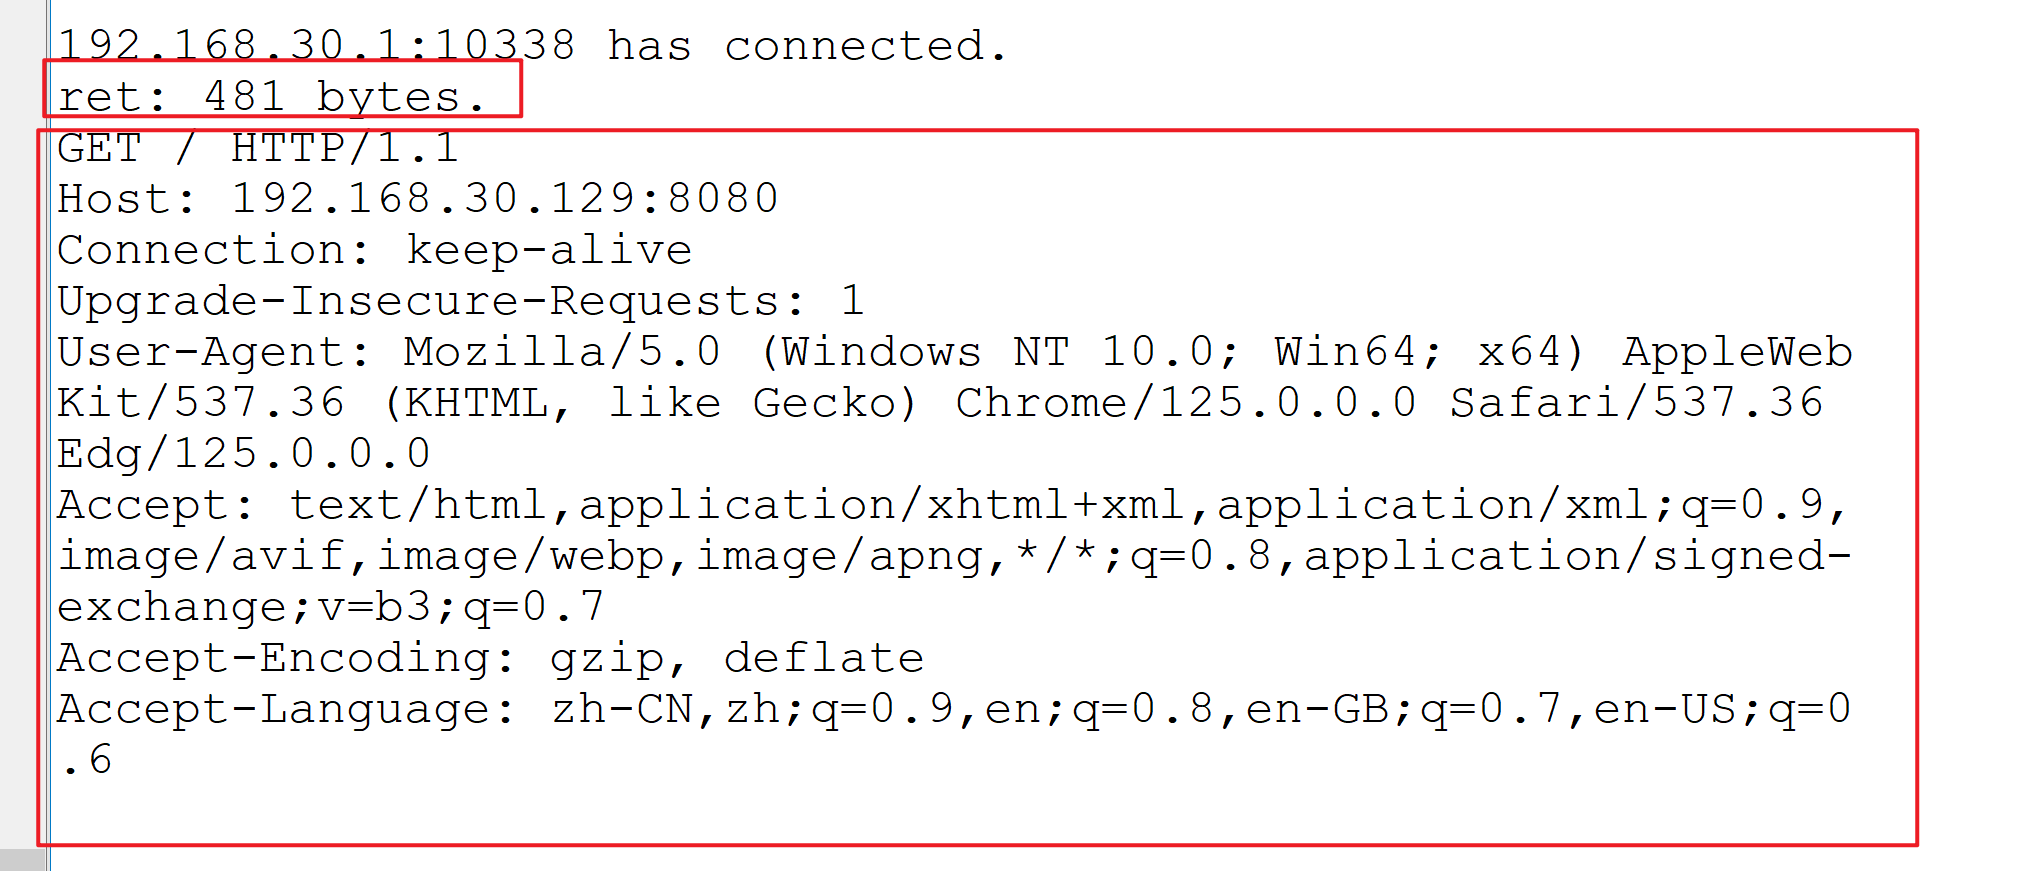 192.168.30.1:10338 has connected.
ret: 481 bytes.
GET / HTTP/1.1
Host: 192.168.30.129:8080
Connection: keep-alive
Upgrade-Insecure-Requests: 1
User-Agent: Mozilla/5.0 (Windows NT 10.0; Win64; x64) AppleWeb
Kit/537.36 (KHTML, like Gecko) Chrome/125.0.0.0 Safari/537.36
Edg/125.0.0.0
Accept: text/html,application/xhtml+xml,application/xml;q=0.9,
image/avif,image/webp,image/apng,*/*;q=0.8,application/signed-
exchange;v=b3;q=0.7
Accept-Encoding: gzip, deflate
Accept-Language: zh-CN,zh;q=0.9,en;q=0.8,en-GB;q=0.7,en-US;q=0
.6